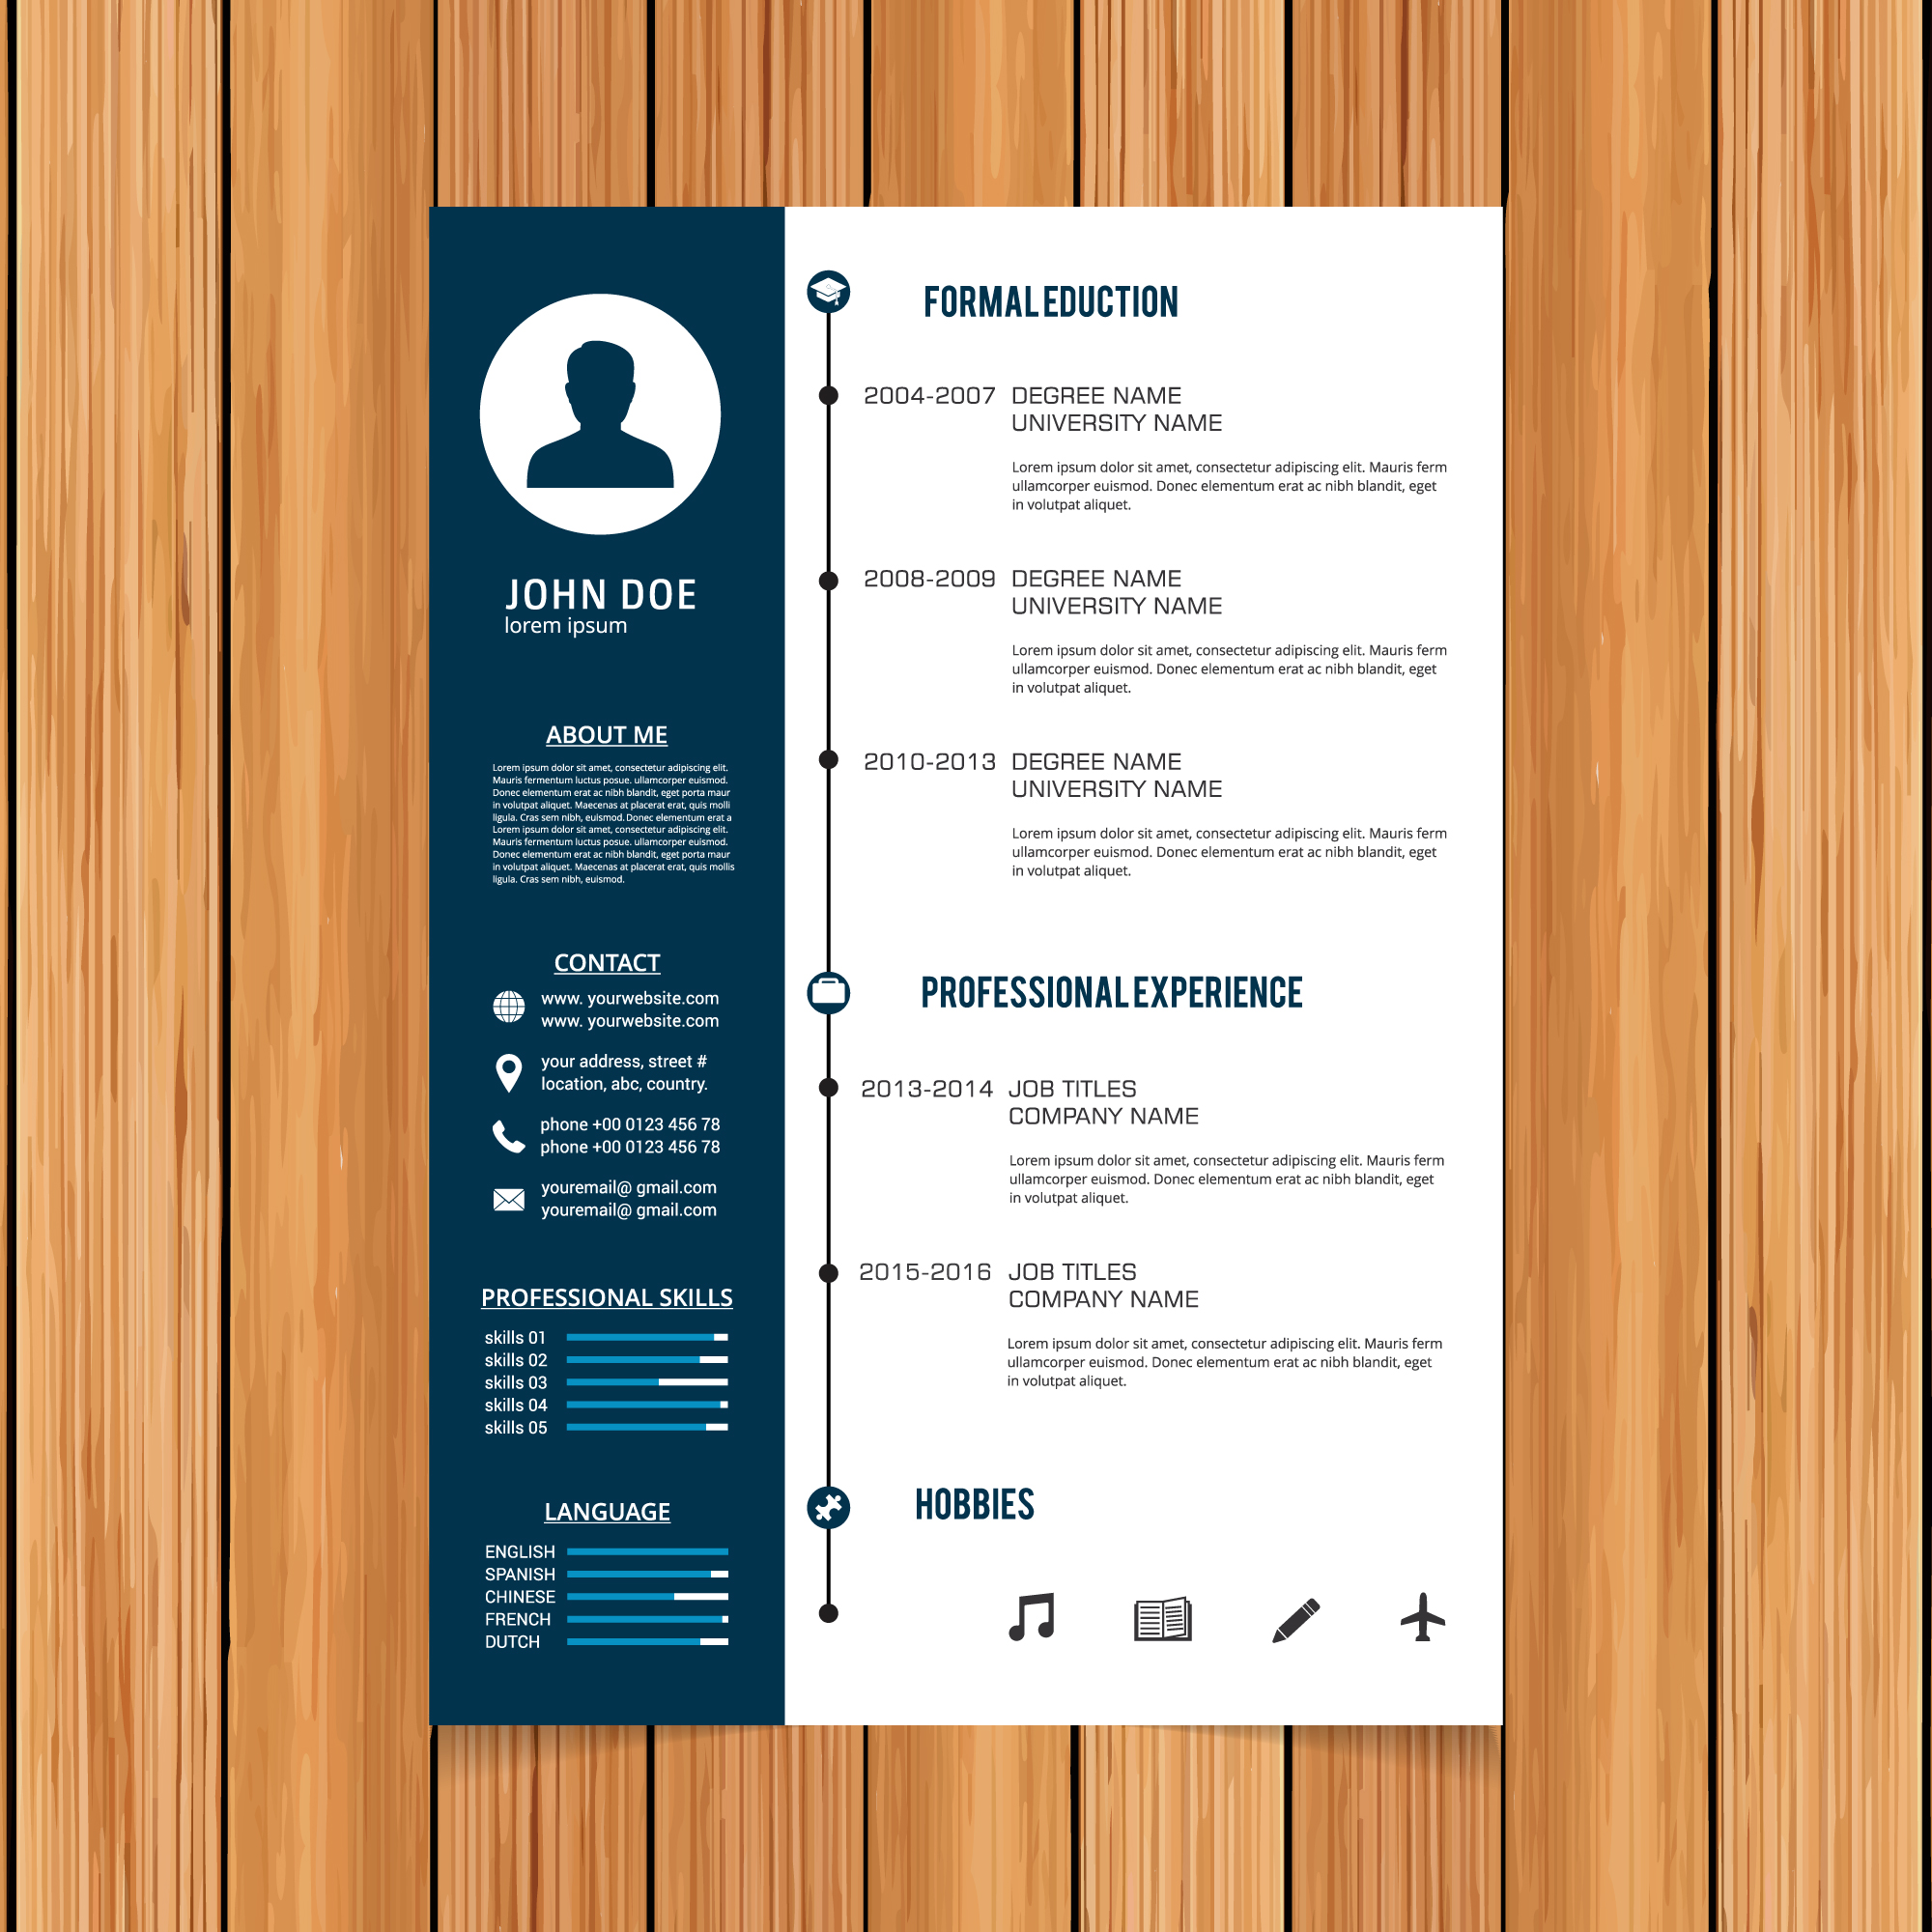 JOHN DOE
lorem ipsum
ABOUT ME
Lorem ipsum dolor sit amet, consectetur adipiscing elit.
Mauris fermentum luctus posue. ullamcorper euismod.
Donec elementum erat ac nibh blandit, eget porta maur
in volutpat aliquet. Maecenas at placerat erat, quis molli
ligula. Cras sem nibh, euismod. Donec elementum erat a
Lorem ipsum dolor sit amet, consectetur adipiscing elit.
Mauris fermentum luctus posue. ullamcorper euismod.
Donec elementum erat ac nibh blandit, eget porta maur
in volutpat aliquet. Maecenas at placerat erat, quis mollis
ligula. Cras sem nibh, euismod.
CONTACT
www. yourwebsite.com
www. yourwebsite.com
your address, street #
location, abc, country.
phone +00 0123 456 78
phone +00 0123 456 78
youremail@ gmail.com
youremail@ gmail.com
PROFESSIONAL SKILLS
skills 01
skills 02
skills 03
skills 04
skills 05
LANGUAGE
ENGLISH
SPANISH
CHINESE
FRENCH
DUTCH
FORMAL EDUCTION
2004-2007 DEGREE NAME
UNIVERSITY NAME
Lorem ipsum dolor sit amet, consectetur adipiscing elit. Mauris ferm
ullamcorper euismod. Donec elementum erat ac nibh blandit, eget
in volutpat aliquet.
2008-2009 DEGREE NAME
UNIVERSITY NAME
Lorem ipsum dolor sit amet, consectetur adipiscing elit. Mauris ferm
ullamcorper euismod. Donec elementum erat ac nibh blandit, eget
in volutpat aliquet.
2010-2013 DEGREE NAME
UNIVERSITY NAME
Lorem ipsum dolor sit amet, consectetur adipiscing elit. Mauris ferm
ullamcorper euismod. Donec elementum erat ac nibh blandit, eget
in volutpat aliquet.
PROFESSIONAL EXPERIENCE
2013-2014 JOB TITLES
COMPANY NAME
Lorem ipsum dolor sit amet, consectetur adipiscing elit. Mauris ferm
ullamcorper euismod. Donec elementum erat ac nibh blandit, eget
in volutpat aliquet.
2015-2016 JOB TITLES
COMPANY NAME
Lorem ipsum dolor sit amet, consectetur adipiscing elit. Mauris ferm
ullamcorper euismod. Donec elementum erat ac nibh blandit, eget
in volutpat aliquet.
HOBBIES